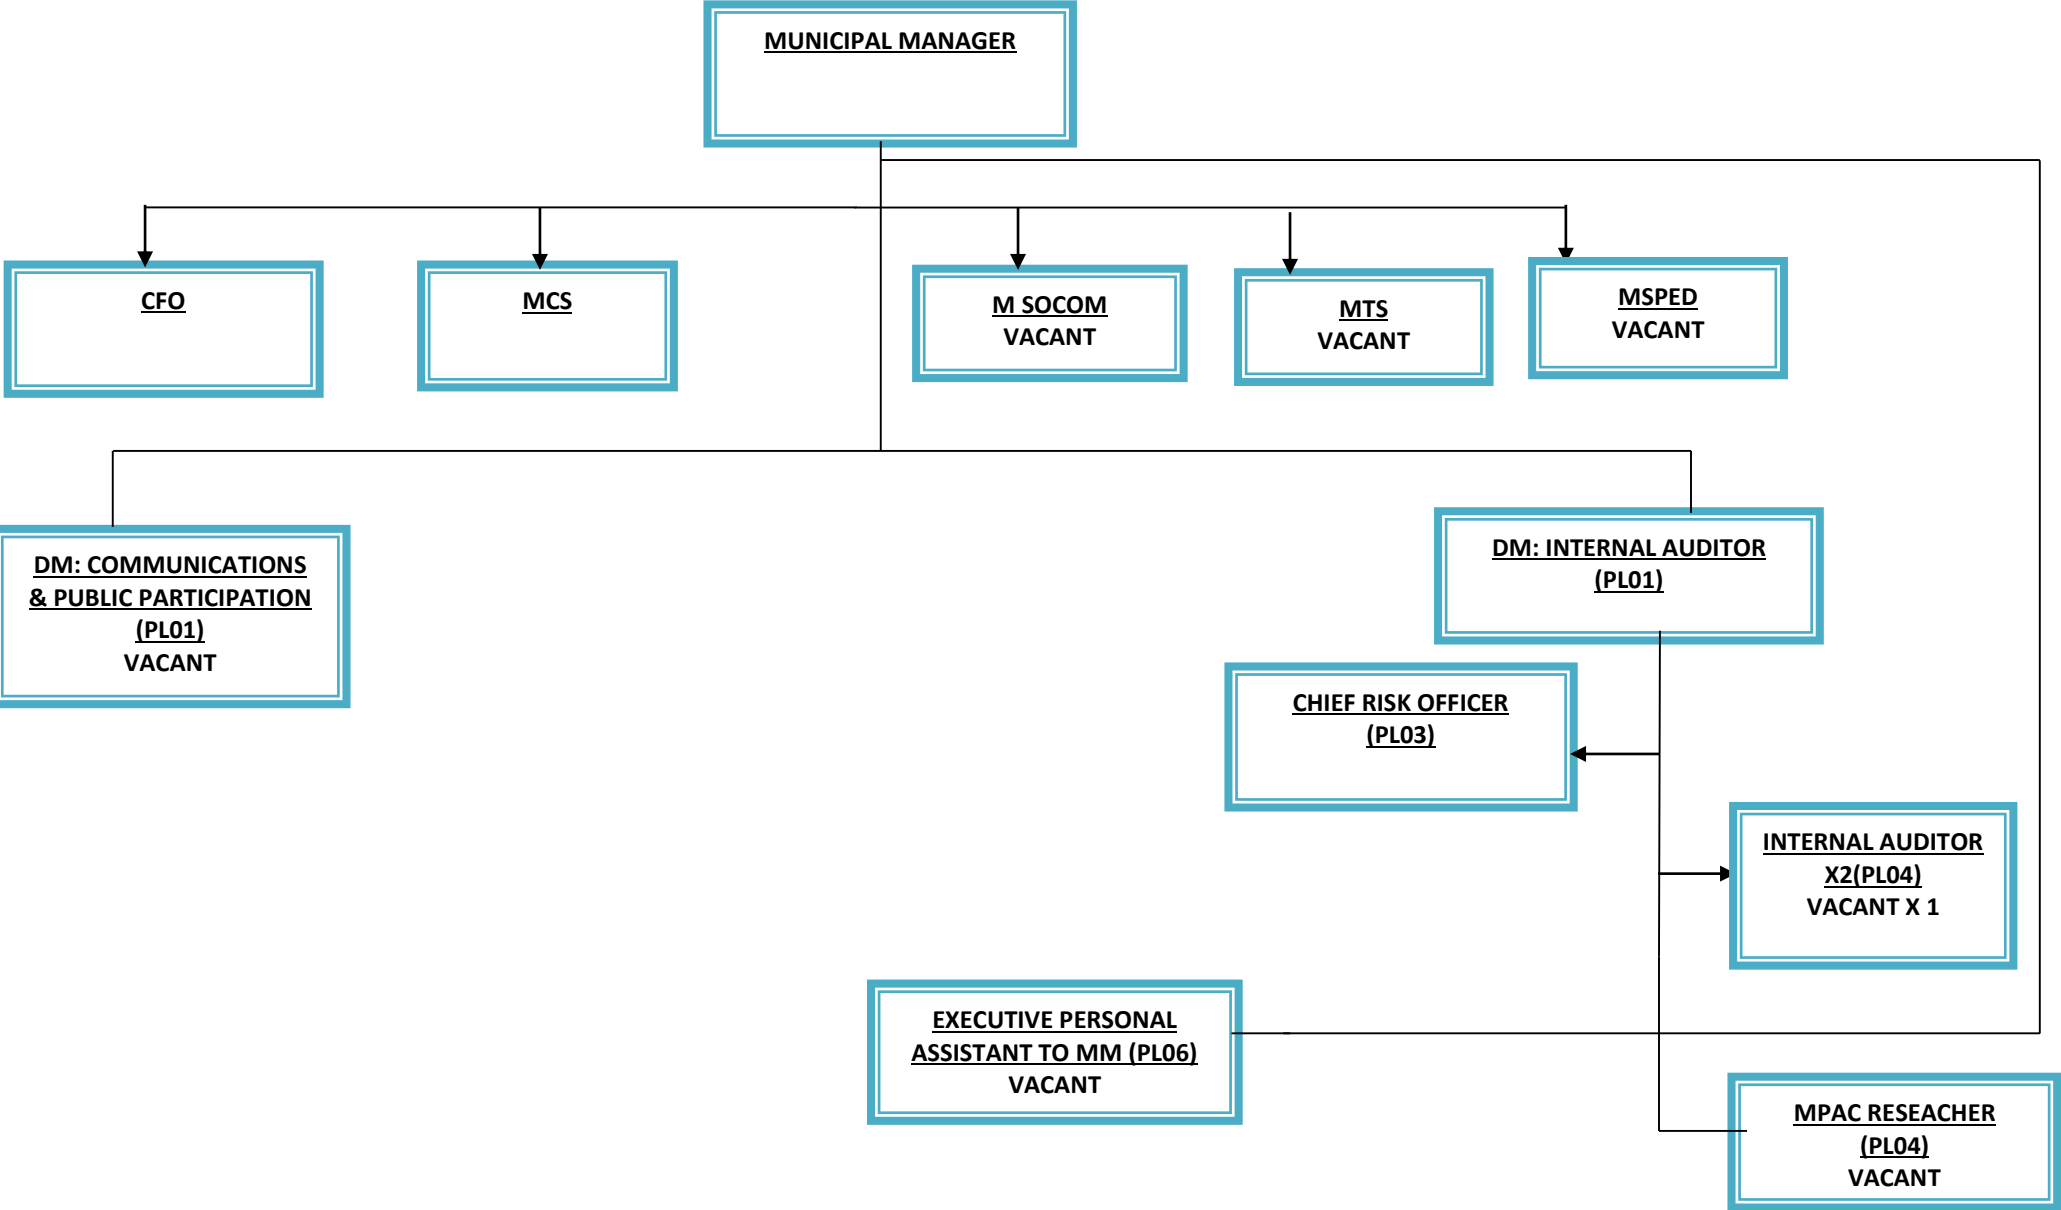 MUNICIPAL MANAGER
CFO
MCS
M SOCOM
VACANT
MTS
VACANT
MSPED
VACANT
DM: COMMUNICATIONS
& PUBLIC PARTICIPATION
(PL01)
VACANT
DM: INTERNAL AUDITOR
(PL01)
CHIEF RISK OFFICER
(PL03)
INTERNAL AUDITOR
X2(PL04)
VACANT X 1
EXECUTIVE PERSONAL
ASSISTANT TO MM (PL06)
VACANT
MPAC RESEACHER
(PL04)
VACANT